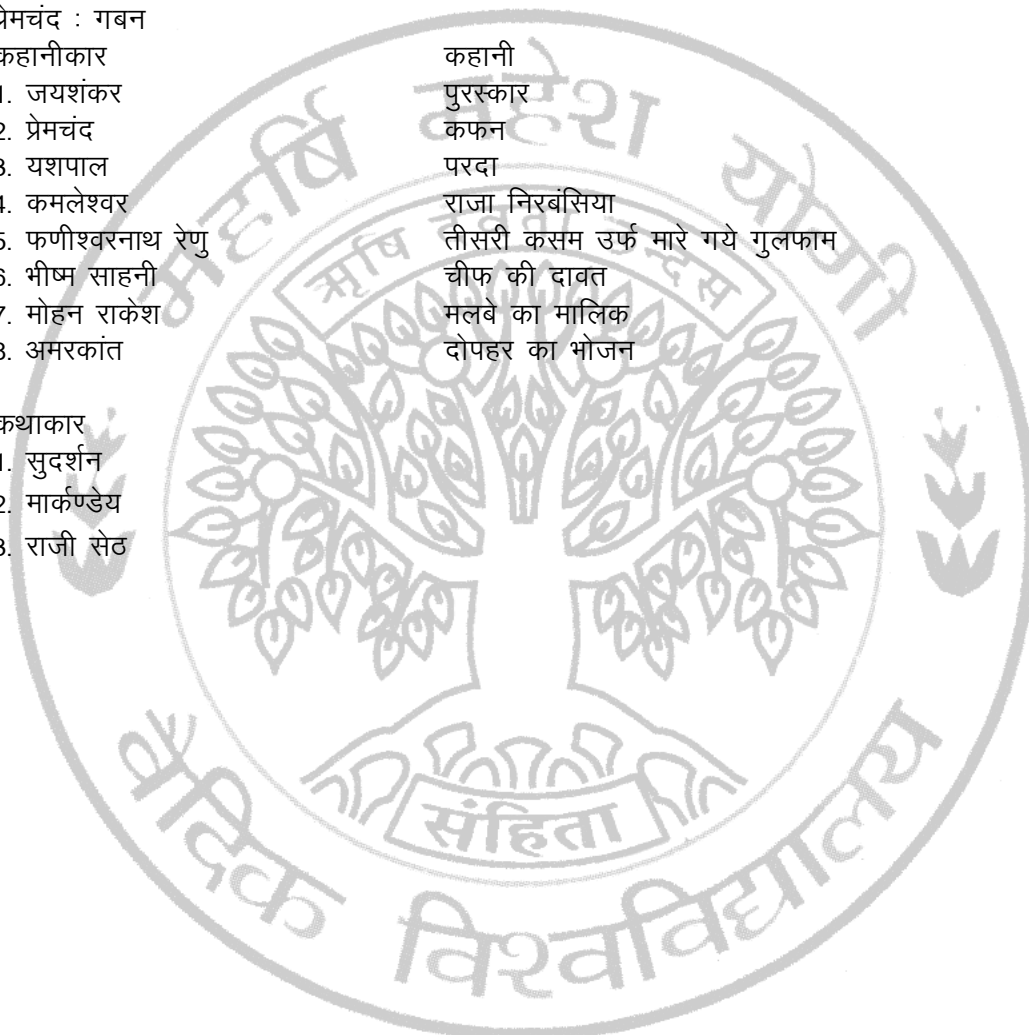 प्रेमचंद : गबन
कहानीकार कहानी
1. जयशंकर पुरस्कार
2. प्रेमचंद कफन
3. यशपाल परदा
4. कमलेश्वर राजा निरबंसिया
5. फणीश्वरनाथ रेणु तीसरी कसम उर्फ मारे गये गुलफाम
6. भीष्म साहनी चीफ की दावत
7. मोहन राकेश मलबे का मालिक
8. अमरकांत दोपहर का भोजन
कथाकार
1. सुदर्शन
2. मार्कण्डेय
3. राजी सेठ
महर्षि महेश योगी
वैदिक विश्वविद्यालय
संहिता